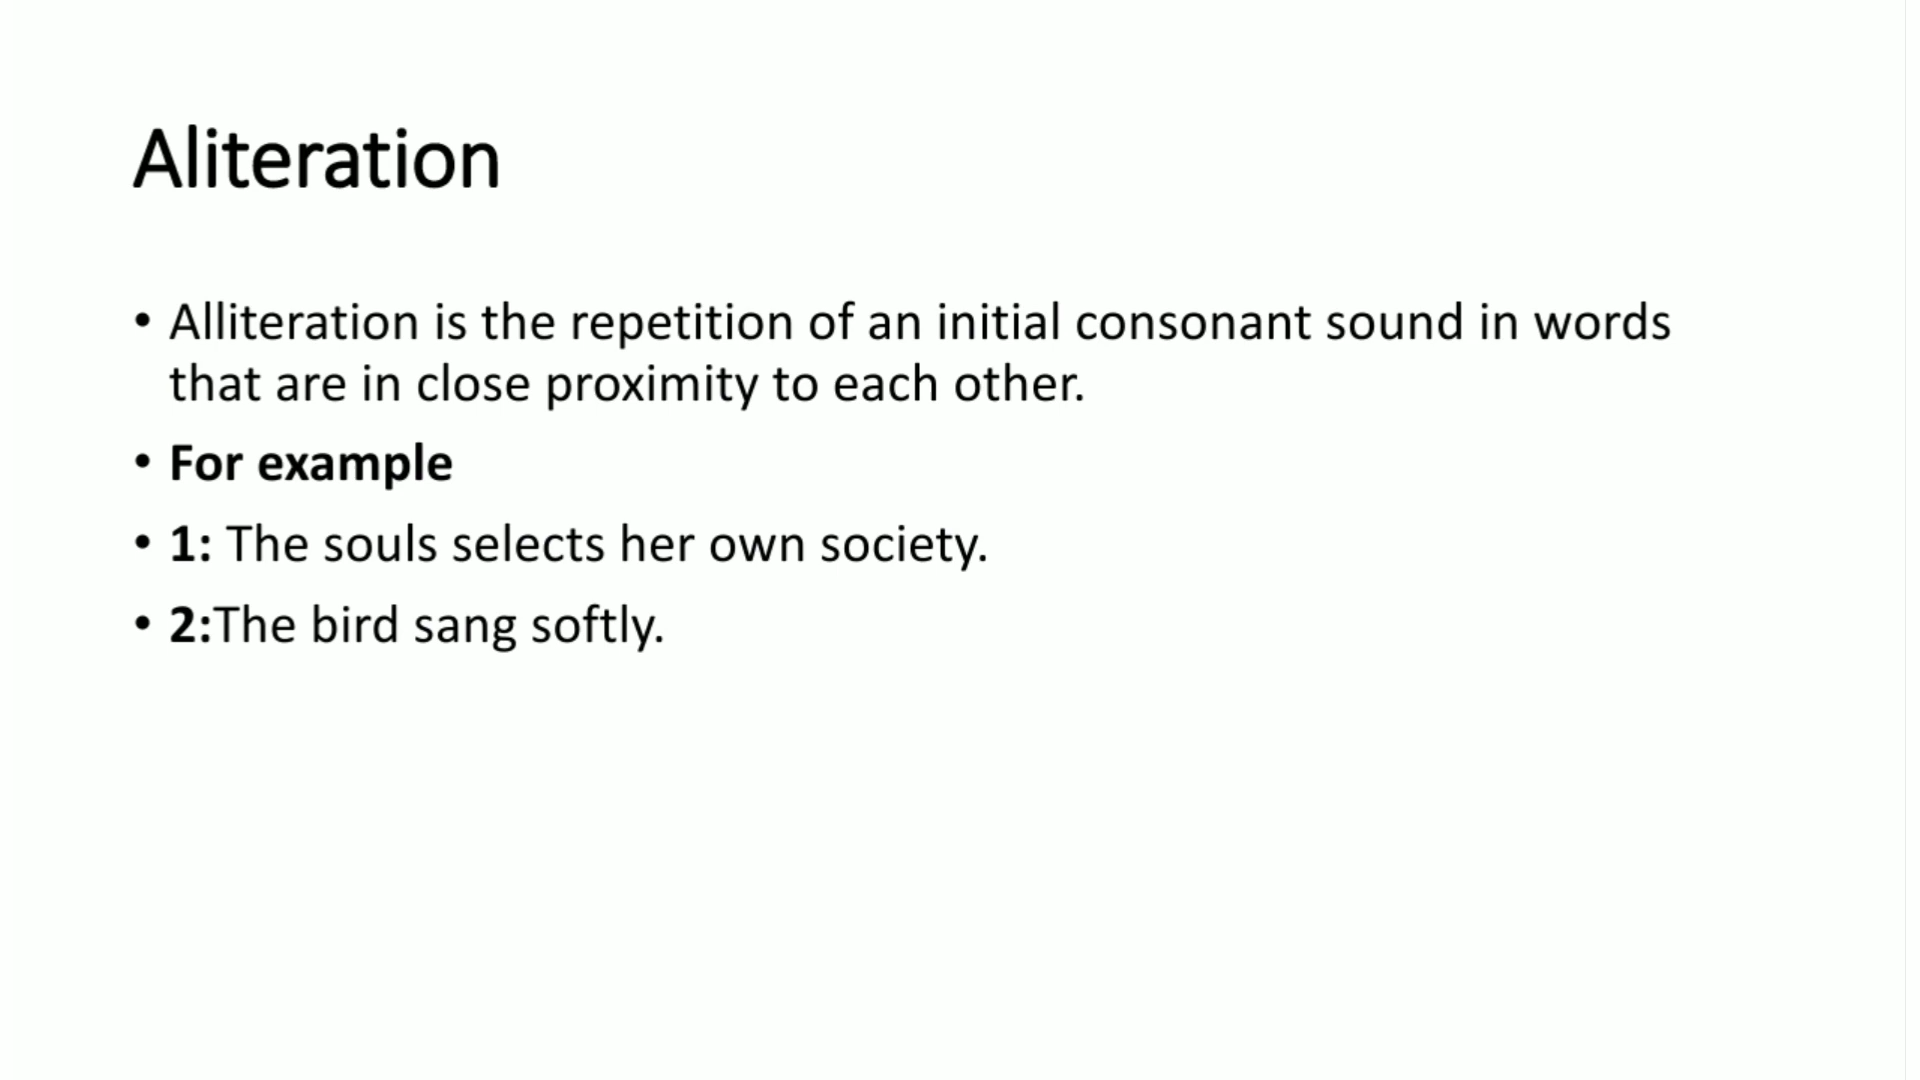 Aliteration
• Alliteration is the repetition of an initial consonant sound in words
that are in close proximity to each other.
• For example
• 1: The souls selects her own society.
• 2:The bird sang softly.